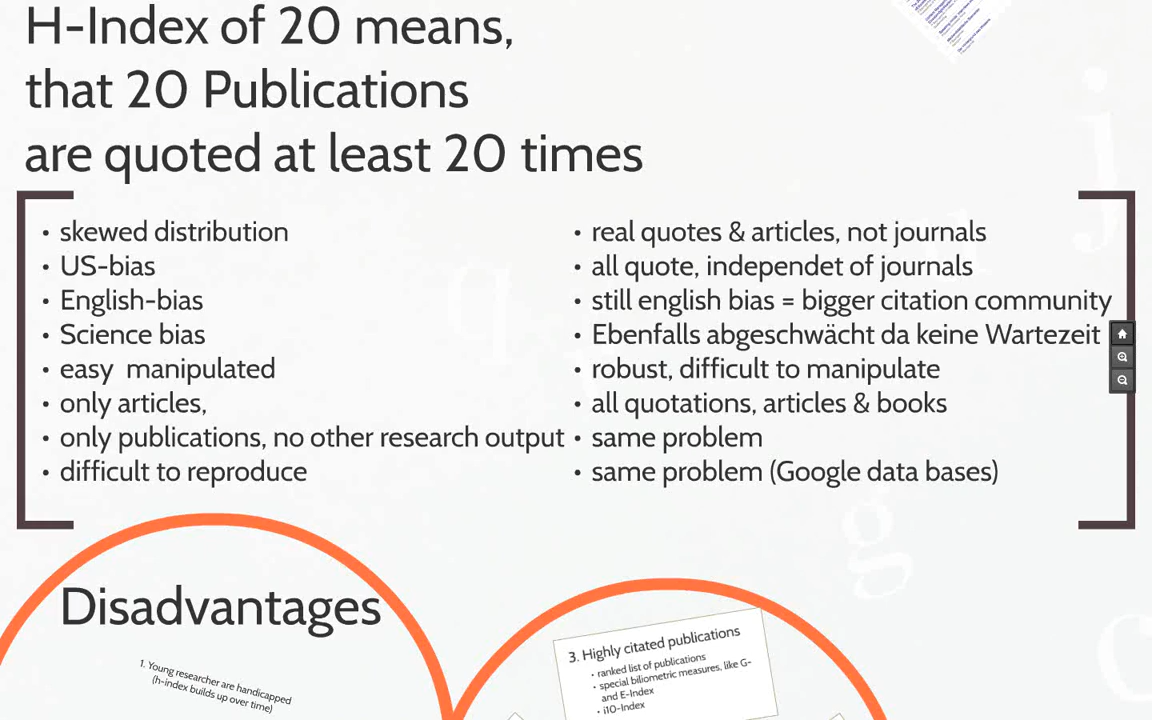 H-Index of 20 means,
that 20 Publications
are quoted at least 20 times
• skewed distribution
• US-bias
• English-bias
• Science bias
• easy manipulated
• only articles,
• only publications, no other research output
• difficult to reproduce
• real quotes & articles, not journals
• all quote, independet of journals
• still english bias = bigger citation community
• Ebenfalls abgeschwächt da keine Wartezeit
• robust, difficult to manipulate
• all quotations, articles & books
• same problem
• same problem (Google data bases)
Disadvantages
1. Young researcher are handicapped
(h-index builds up over time)
3. Highly citated publications
• ranked list of publications
• special biliometric measures, like G-
and E-Index
• i10-Index